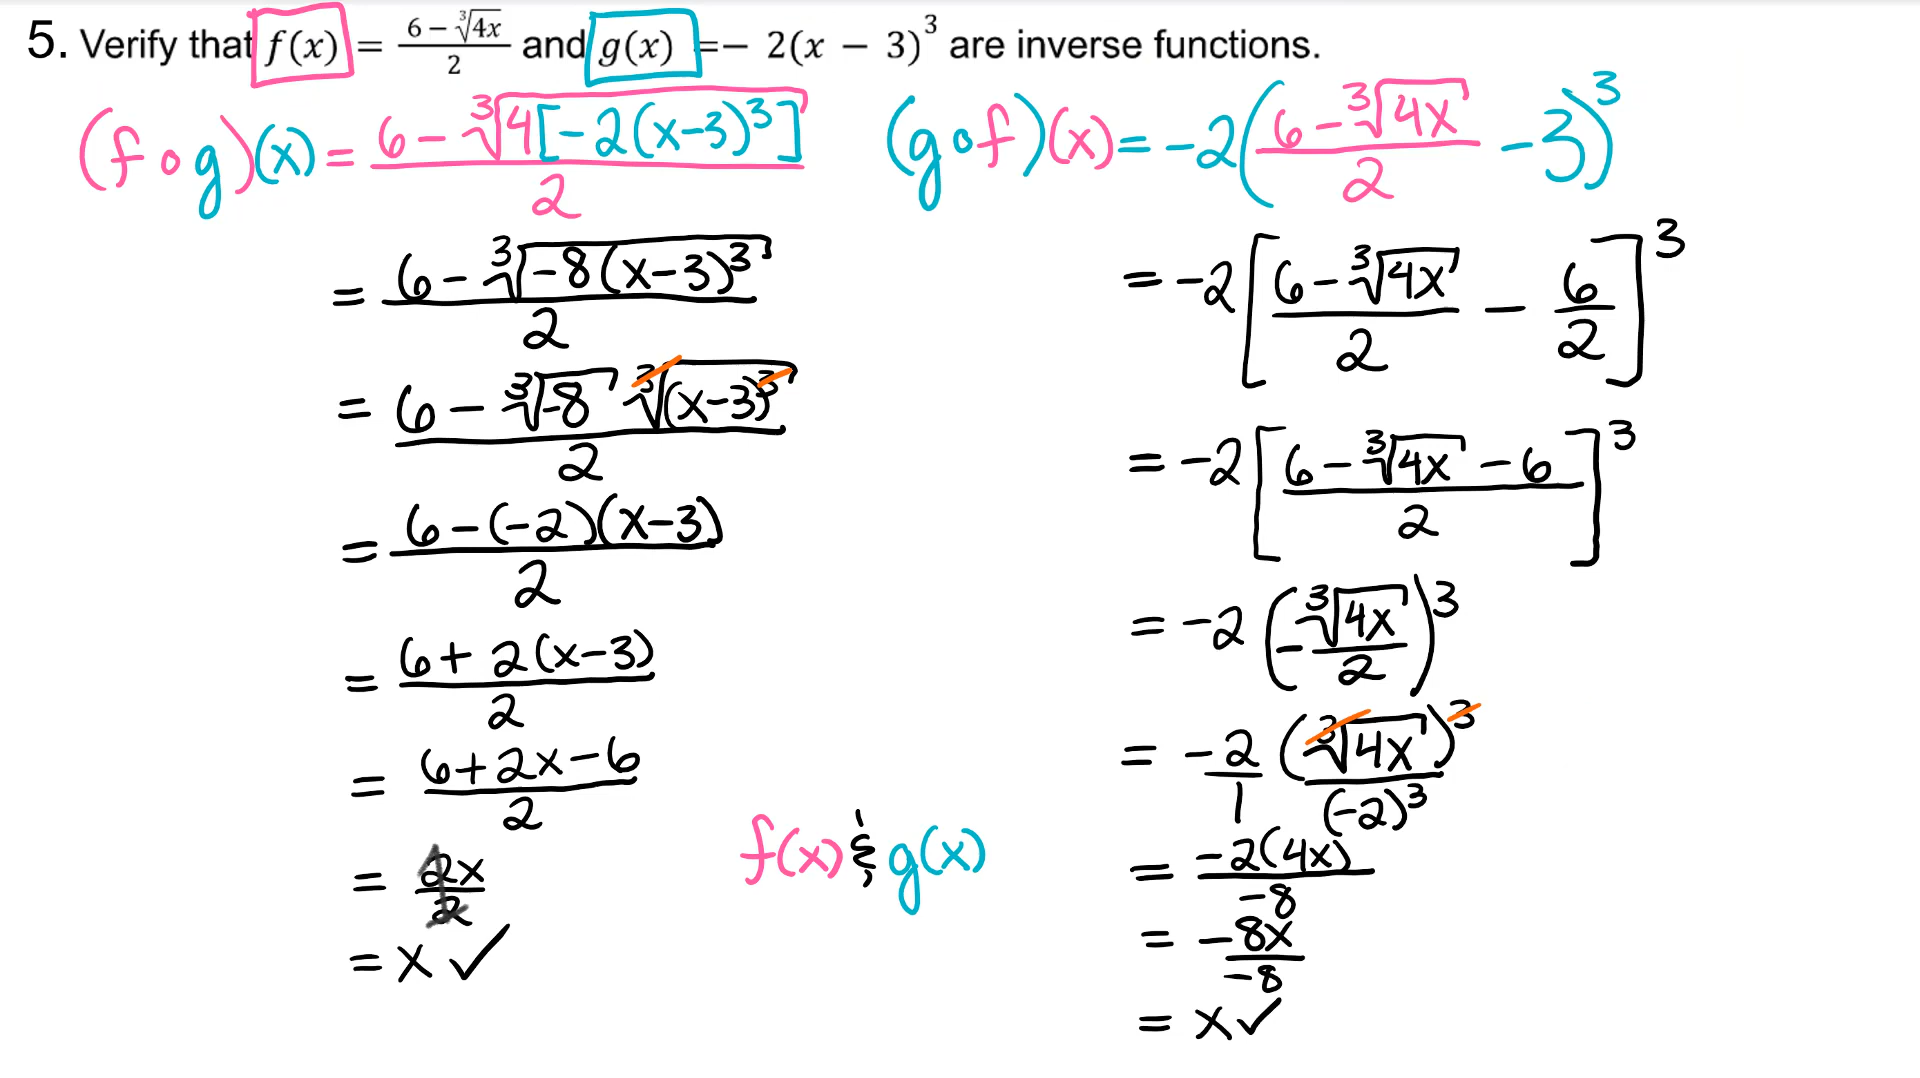 5. Verify that f(x) = (6 − ∛(4x))/2 and g(x) = − 2(x − 3)³ are inverse functions.
(f ∘ g)(x) = (6 − ∛(4[−2(x−3)³]))/2
= (6 − ∛(−8(x−3)³))/2
= (6 − ∛(−8) ∛((x−3)³))/2
= (6 − (−2)(x−3))/2
= (6 + 2(x−3))/2
= (6+2x−6)/2
= 2x/2
= x ✓
(g ∘ f)(x) = −2((6 − ∛(4x))/2 − 3)³
= −2[(6 − ∛(4x))/2 − 6/2]³
= −2[(6 − ∛(4x) − 6)/2]³
= −2(∛(4x)/−2)³
= −2/1 (∛(4x))³/(−2)³
= −2(4x)/−8
= −8x/−8
= x ✓
f(x) & g(x)